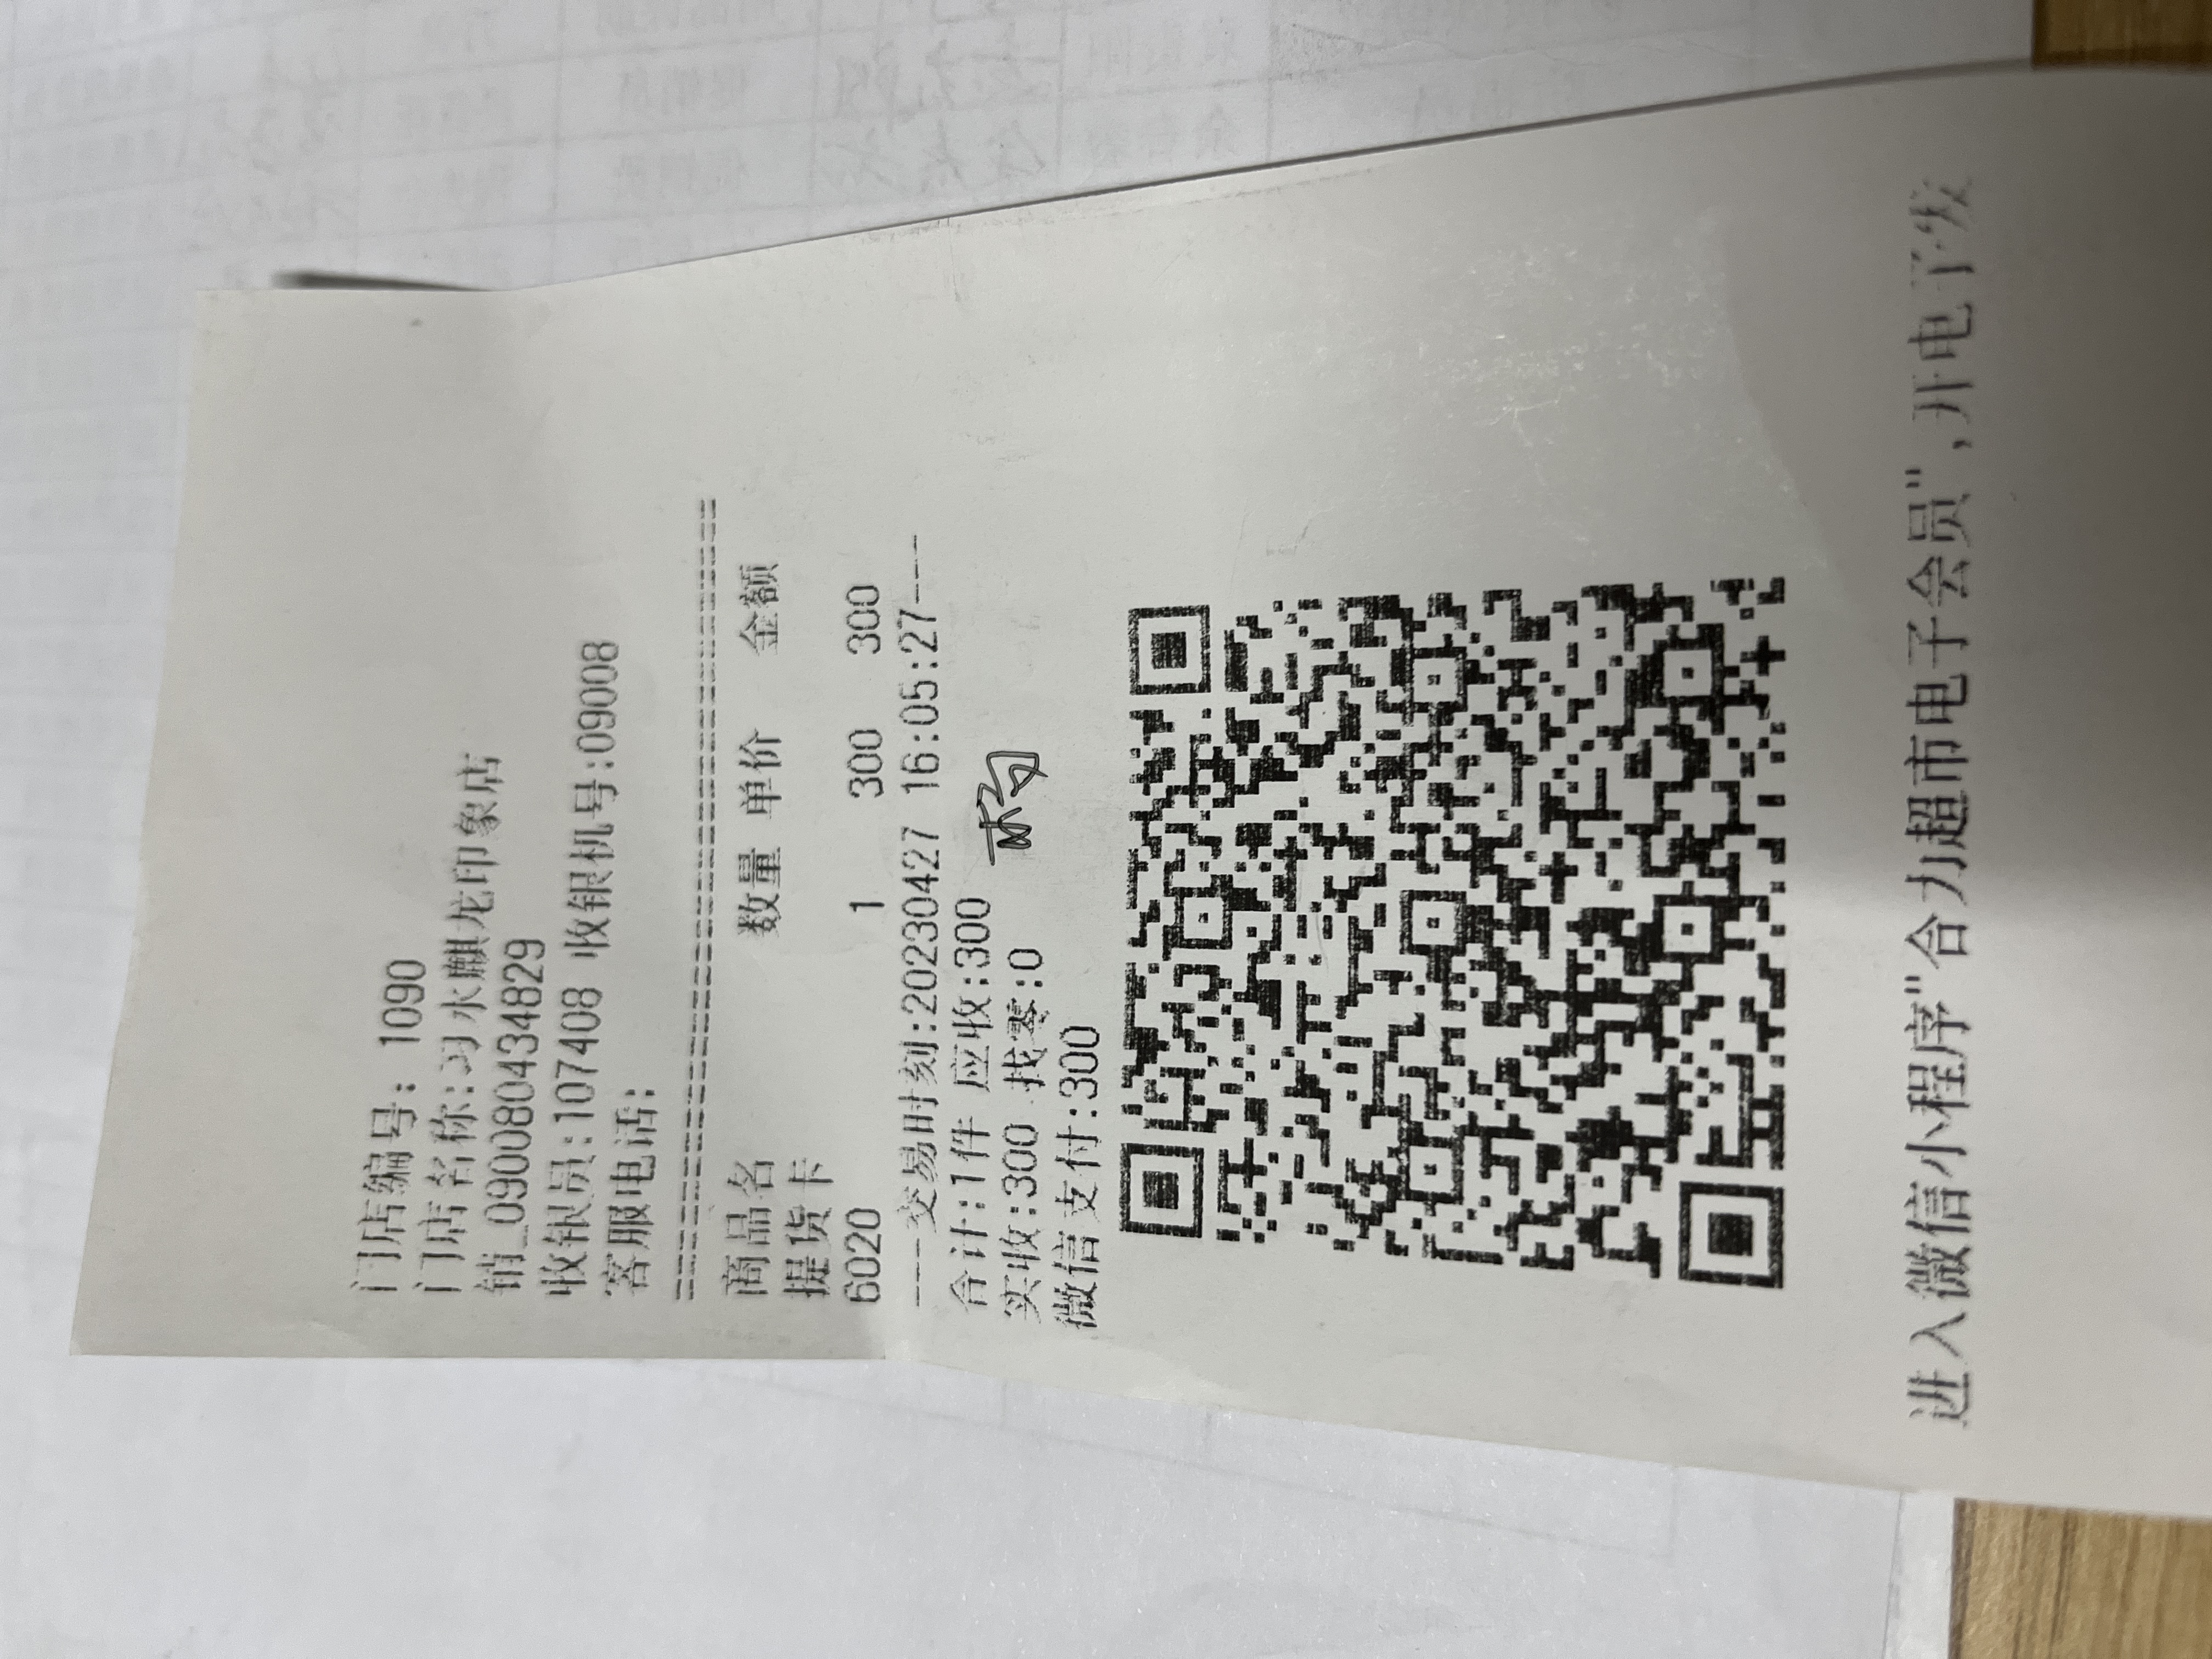 门店编号: 1090
门店名称:习水麒龙印象店
销_0900804334829
收银员:1074408 收银机号:09008
客服电话:
商品名 数量 单价 金额
提货卡
6020 1 300 300
----交易时刻:20230427 16:05:27---
合计:1件 应收:300
实收:300 找零:0
微信支付:300
进入微信小程序"合力超市电子会员",开电子发